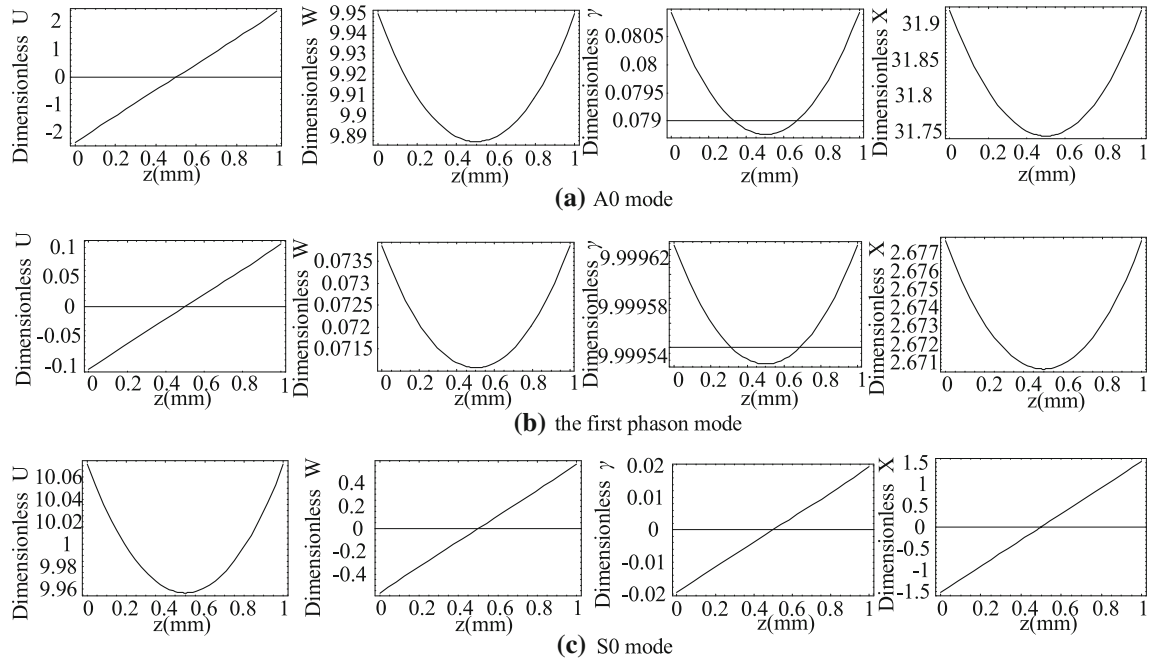 Dimensionless U
2
1
0
-1
-2
0 0.2 0.4 0.6 0.8 1
z(mm)
Dimensionless W
9.95
9.94
9.93
9.92
9.91
9.9
9.89
0 0.2 0.4 0.6 0.8 1
z(mm)
Dimensionless γ
0.0805
0.08
0.0795
0.079
0 0.2 0.4 0.6 0.8 1
z(mm)
Dimensionless X
31.9
31.85
31.8
31.75
0 0.2 0.4 0.6 0.8 1
z(mm)
(a) A0 mode
Dimensionless U
0.1
0.05
0
-0.05
-0.1
0 0.2 0.4 0.6 0.8 1
z(mm)
Dimensionless W
0.0735
0.073
0.0725
0.072
0.0715
0 0.2 0.4 0.6 0.8 1
z(mm)
Dimensionless γ
9.99962
9.99958
9.99954
0 0.2 0.4 0.6 0.8 1
z(mm)
Dimensionless X
2.677
2.676
2.675
2.674
2.673
2.672
2.671
0 0.2 0.4 0.6 0.8 1
z(mm)
(b) the first phason mode
Dimensionless U
10.06
10.04
10.02
1
9.98
9.96
0 0.2 0.4 0.6 0.8 1
z(mm)
Dimensionless W
0.4
0.2
0
-0.2
-0.4
0 0.2 0.4 0.6 0.8 1
z(mm)
Dimensionless γ
0.02
0.01
0
-0.01
-0.02
0 0.2 0.4 0.6 0.8 1
z(mm)
Dimensionless X
1.5
1
0.5
0
-0.5
-1
-1.5
0 0.2 0.4 0.6 0.8 1
z(mm)
(c) S0 mode